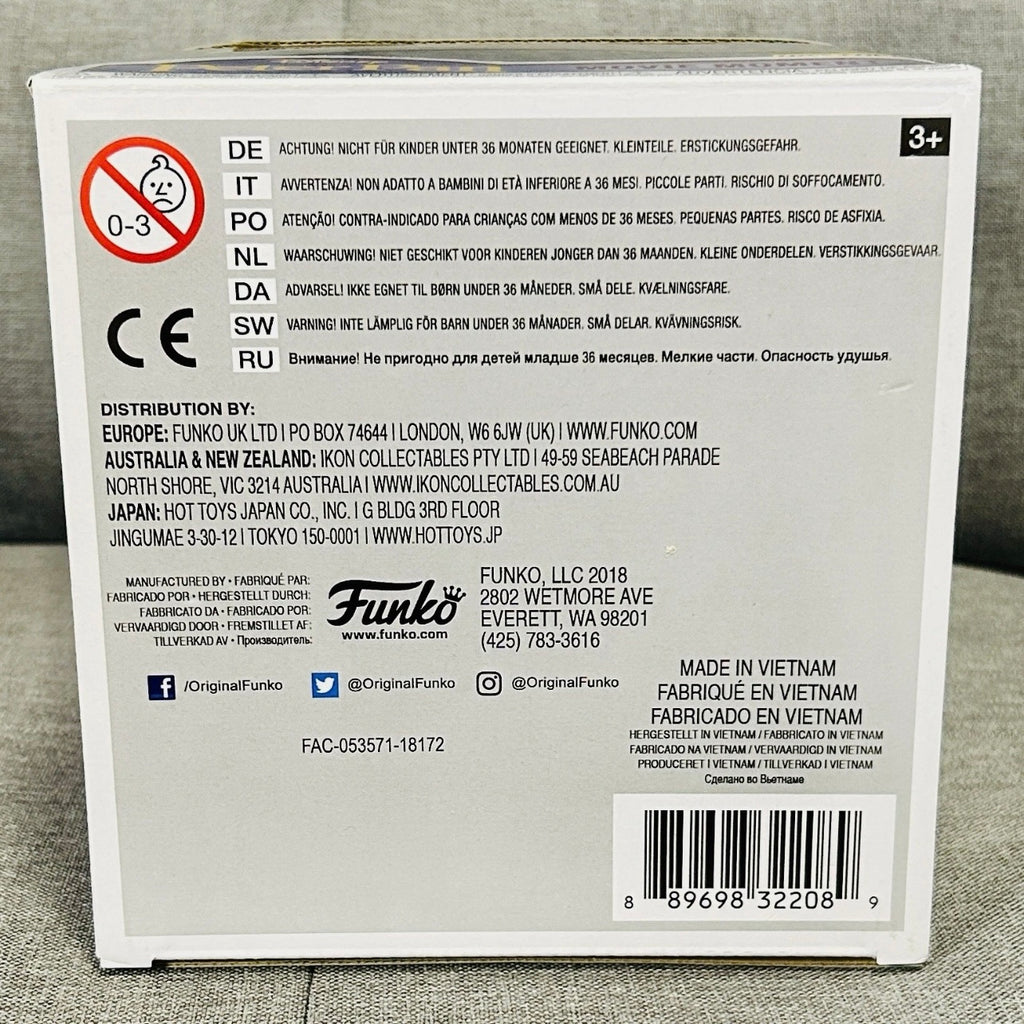 MOVIE MOMEN
3+
0-3
DE ACHTUNG! NICHT FÜR KINDER UNTER 36 MONATEN GEEIGNET. KLEINTEILE. ERSTICKUNGSGEFAHR.
IT AVVERTENZA! NON ADATTO A BAMBINI DI ETÀ INFERIORE A 36 MESI. PICCOLE PARTI. RISCHIO DI SOFFOCAMENTO.
PO ATENÇÃO! CONTRA-INDICADO PARA CRIANÇAS COM MENOS DE 36 MESES. PEQUENAS PARTES. RISCO DE ASFIXIA.
NL WAARSCHUWING! NIET GESCHIKT VOOR KINDEREN JONGER DAN 36 MAANDEN. KLEINE ONDERDELEN. VERSTIKKINGSGEVAAR.
DA ADVARSEL! IKKE EGNET TIL BØRN UNDER 36 MÅNEDER. SMÅ DELE. KVÆLNINGSFARE.
SW VARNING! INTE LÄMPLIG FÖR BARN UNDER 36 MÅNADER. SMÅ DELAR. KVÄVNINGSRISK.
RU Внимание! Не пригодно для детей младше 36 месяцев. Мелкие части. Опасность удушья.
CE
DISTRIBUTION BY:
EUROPE: FUNKO UK LTD | PO BOX 74644 | LONDON, W6 6JW (UK) | WWW.FUNKO.COM
AUSTRALIA & NEW ZEALAND: IKON COLLECTABLES PTY LTD | 49-59 SEABEACH PARADE
NORTH SHORE, VIC 3214 AUSTRALIA | WWW.IKONCOLLECTABLES.COM.AU
JAPAN: HOT TOYS JAPAN CO., INC. | G BLDG 3RD FLOOR
JINGUMAE 3-30-12 | TOKYO 150-0001 | WWW.HOTTOYS.JP
MANUFACTURED BY • FABRIQUÉ PAR:
FABRICADO POR • HERGESTELLT DURCH:
FABBRICATO DA • FABRICADO POR:
VERVAARDIGD DOOR • FREMSTILLET AF:
TILLVERKAD AV • Производитель:
Funko
www.funko.com
FUNKO, LLC 2018
2802 WETMORE AVE
EVERETT, WA 98201
(425) 783-3616
/OriginalFunko @OriginalFunko @OriginalFunko
FAC-053571-18172
MADE IN VIETNAM
FABRIQUÉ EN VIETNAM
FABRICADO EN VIETNAM
HERGESTELLT IN VIETNAM / FABBRICATO IN VIETNAM
FABRICADO NA VIETNAM / VERVAARDIGD IN VIETNAM
PRODUCERET I VIETNAM / TILLVERKAD I VIETNAM
Сделано во Вьетнаме
8 89698 32208 9